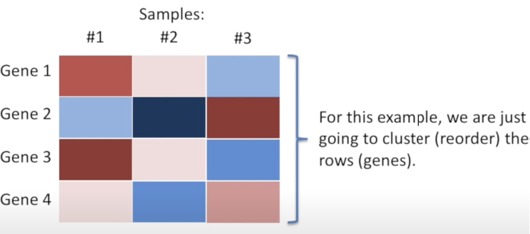 Samples:
#1 #2 #3
Gene 1
Gene 2
Gene 3
Gene 4
For this example, we are just
going to cluster (reorder) the
rows (genes).